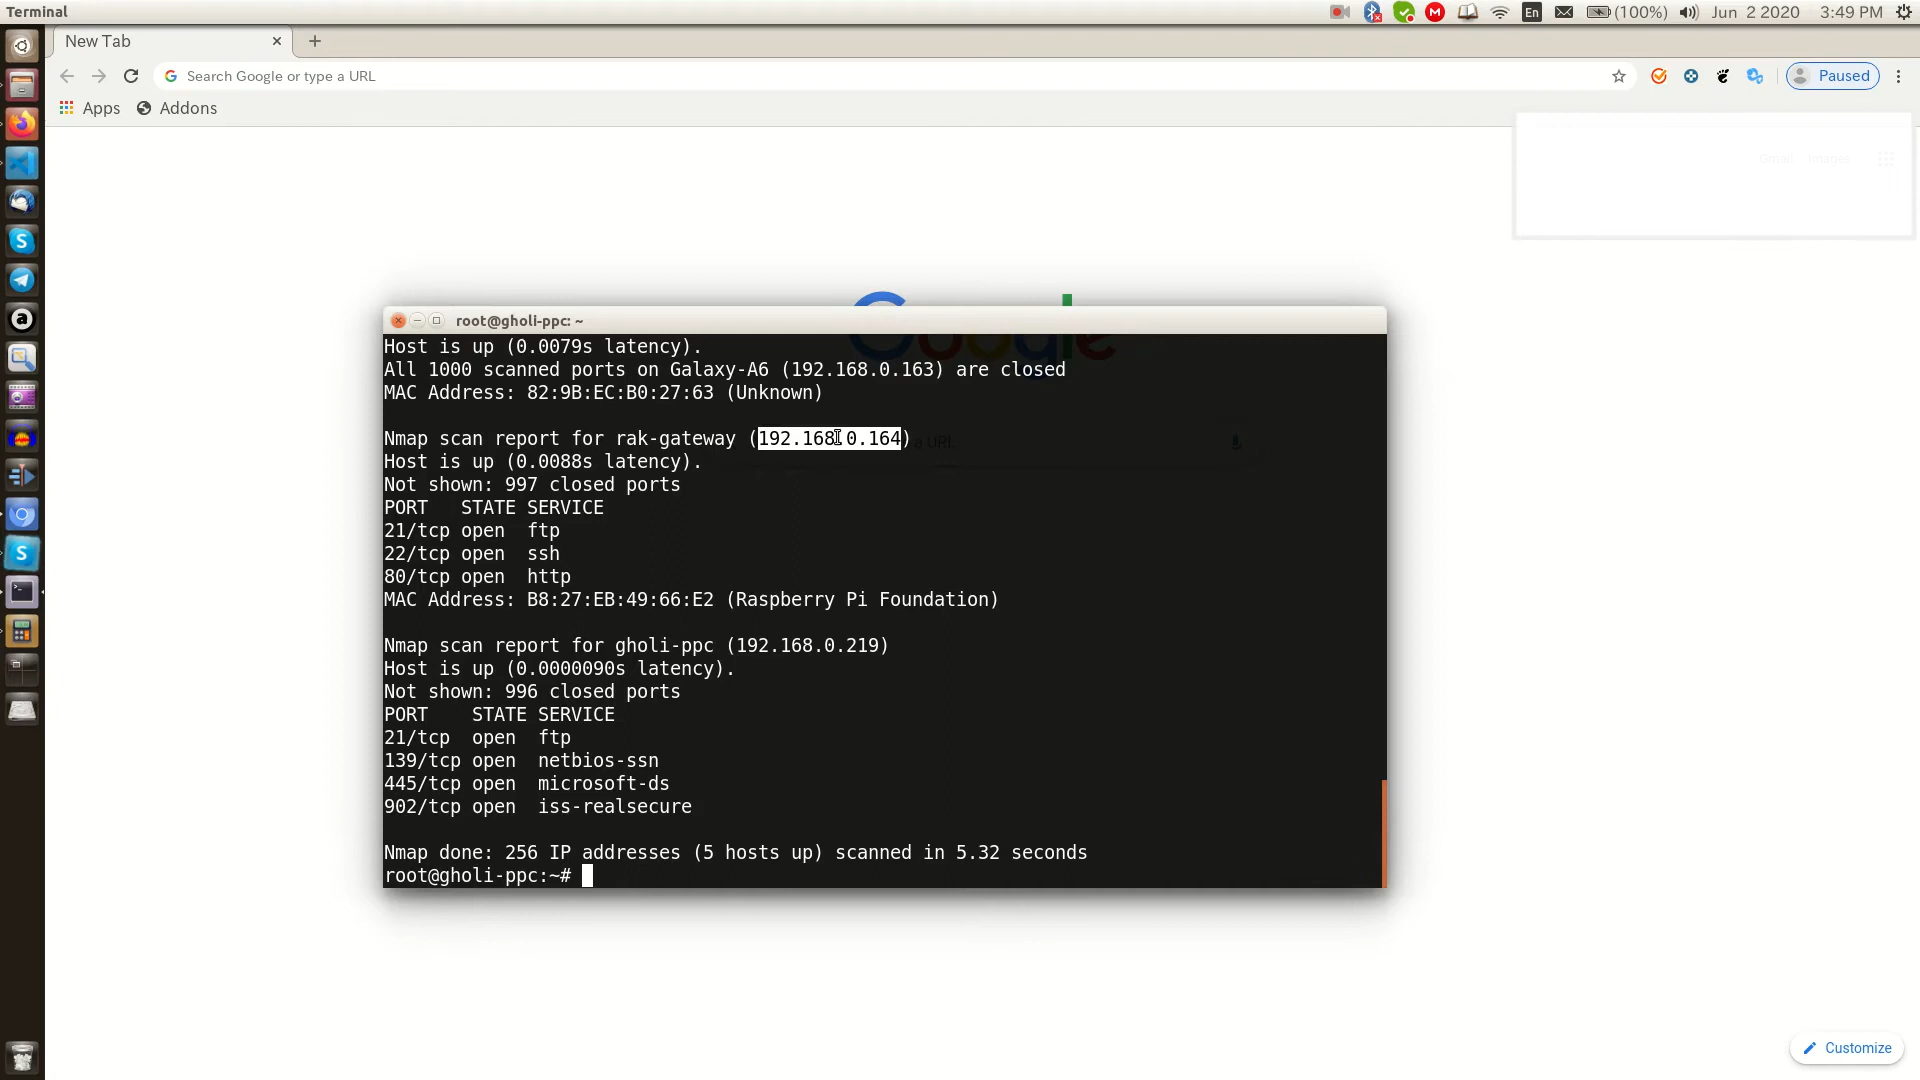 Terminal
En
(100%)
Jun 2 2020
3:49 PM
New Tab
Search Google or type a URL
Paused
Apps
Addons
Gmail Images
root@gholi-ppc: ~
Host is up (0.0079s latency).
All 1000 scanned ports on Galaxy-A6 (192.168.0.163) are closed
MAC Address: 82:9B:EC:B0:27:63 (Unknown)
Nmap scan report for rak-gateway (192.168.0.164)
Host is up (0.0088s latency).
Not shown: 997 closed ports
PORT   STATE SERVICE
21/tcp open  ftp
22/tcp open  ssh
80/tcp open  http
MAC Address: B8:27:EB:49:66:E2 (Raspberry Pi Foundation)
Nmap scan report for gholi-ppc (192.168.0.219)
Host is up (0.0000090s latency).
Not shown: 996 closed ports
PORT    STATE SERVICE
21/tcp  open  ftp
139/tcp open  netbios-ssn
445/tcp open  microsoft-ds
902/tcp open  iss-realsecure
Nmap done: 256 IP addresses (5 hosts up) scanned in 5.32 seconds
root@gholi-ppc:~#
Customize